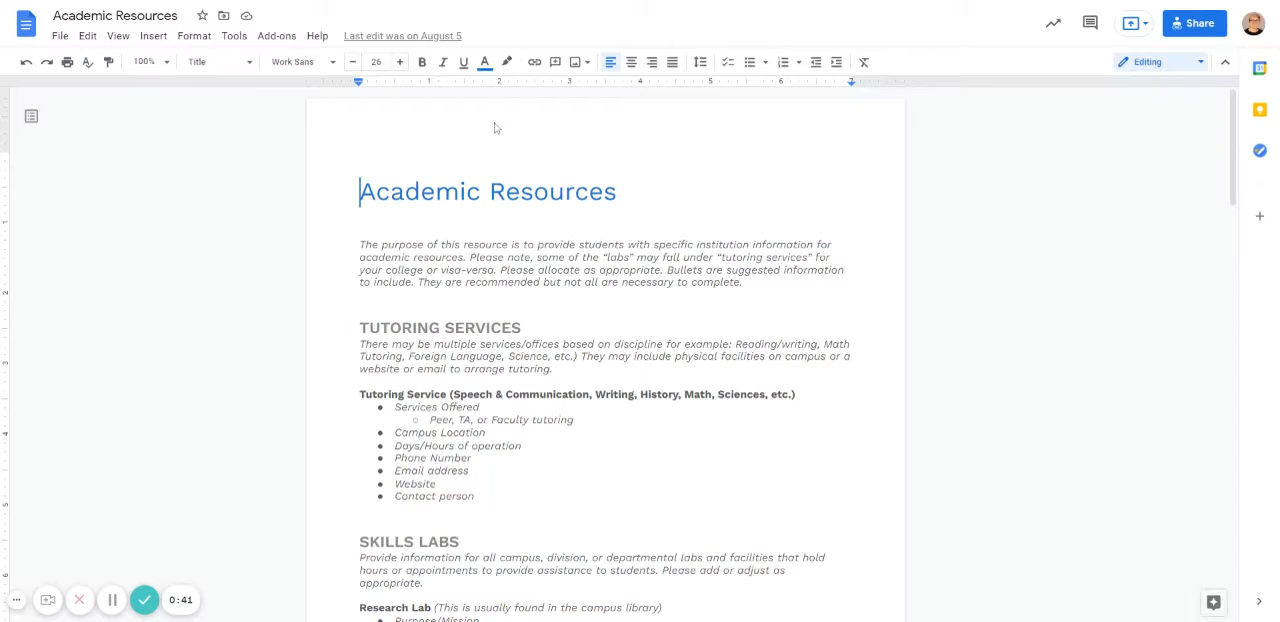 Academic Resources
File Edit View Insert Format Tools Add-ons Help Last edit was on August 5
Share
100% Title Work Sans 26 Editing
1 2 3 4 5 6 7
Academic Resources
The purpose of this resource is to provide students with specific institution information for
academic resources. Please note, some of the “labs” may fall under “tutoring services” for
your college or visa-versa. Please allocate as appropriate. Bullets are suggested information
to include. They are recommended but not all are necessary to complete.
TUTORING SERVICES
There may be multiple services/offices based on discipline for example: Reading/writing, Math
Tutoring, Foreign Language, Science, etc.) They may include physical facilities on campus or a
website or email to arrange tutoring.
Tutoring Service (Speech & Communication, Writing, History, Math, Sciences, etc.)
● Services Offered
○ Peer, TA, or Faculty tutoring
● Campus Location
● Days/Hours of operation
● Phone Number
● Email address
● Website
● Contact person
SKILLS LABS
Provide information for all campus, division, or departmental labs and facilities that hold
hours or appointments to provide assistance to students. Please add or adjust as
appropriate.
Research Lab (This is usually found in the campus library)
● Purpose/Mission
0:41